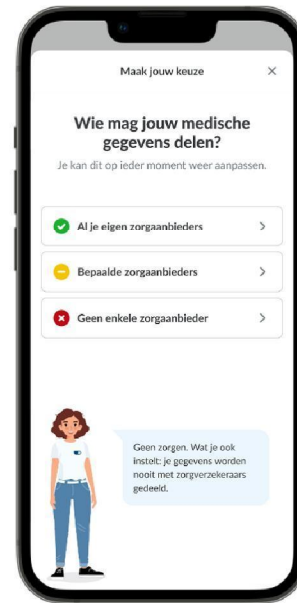 Maak jouw keuze
Wie mag jouw medische
gegevens delen?
Je kan dit op ieder moment weer aanpassen.
Al je eigen zorgaanbieders
Bepaalde zorgaanbieders
Geen enkele zorgaanbieder
Geen zorgen. Wat je ook
instelt: je gegevens worden
nooit met zorgverzekeraars
gedeeld.